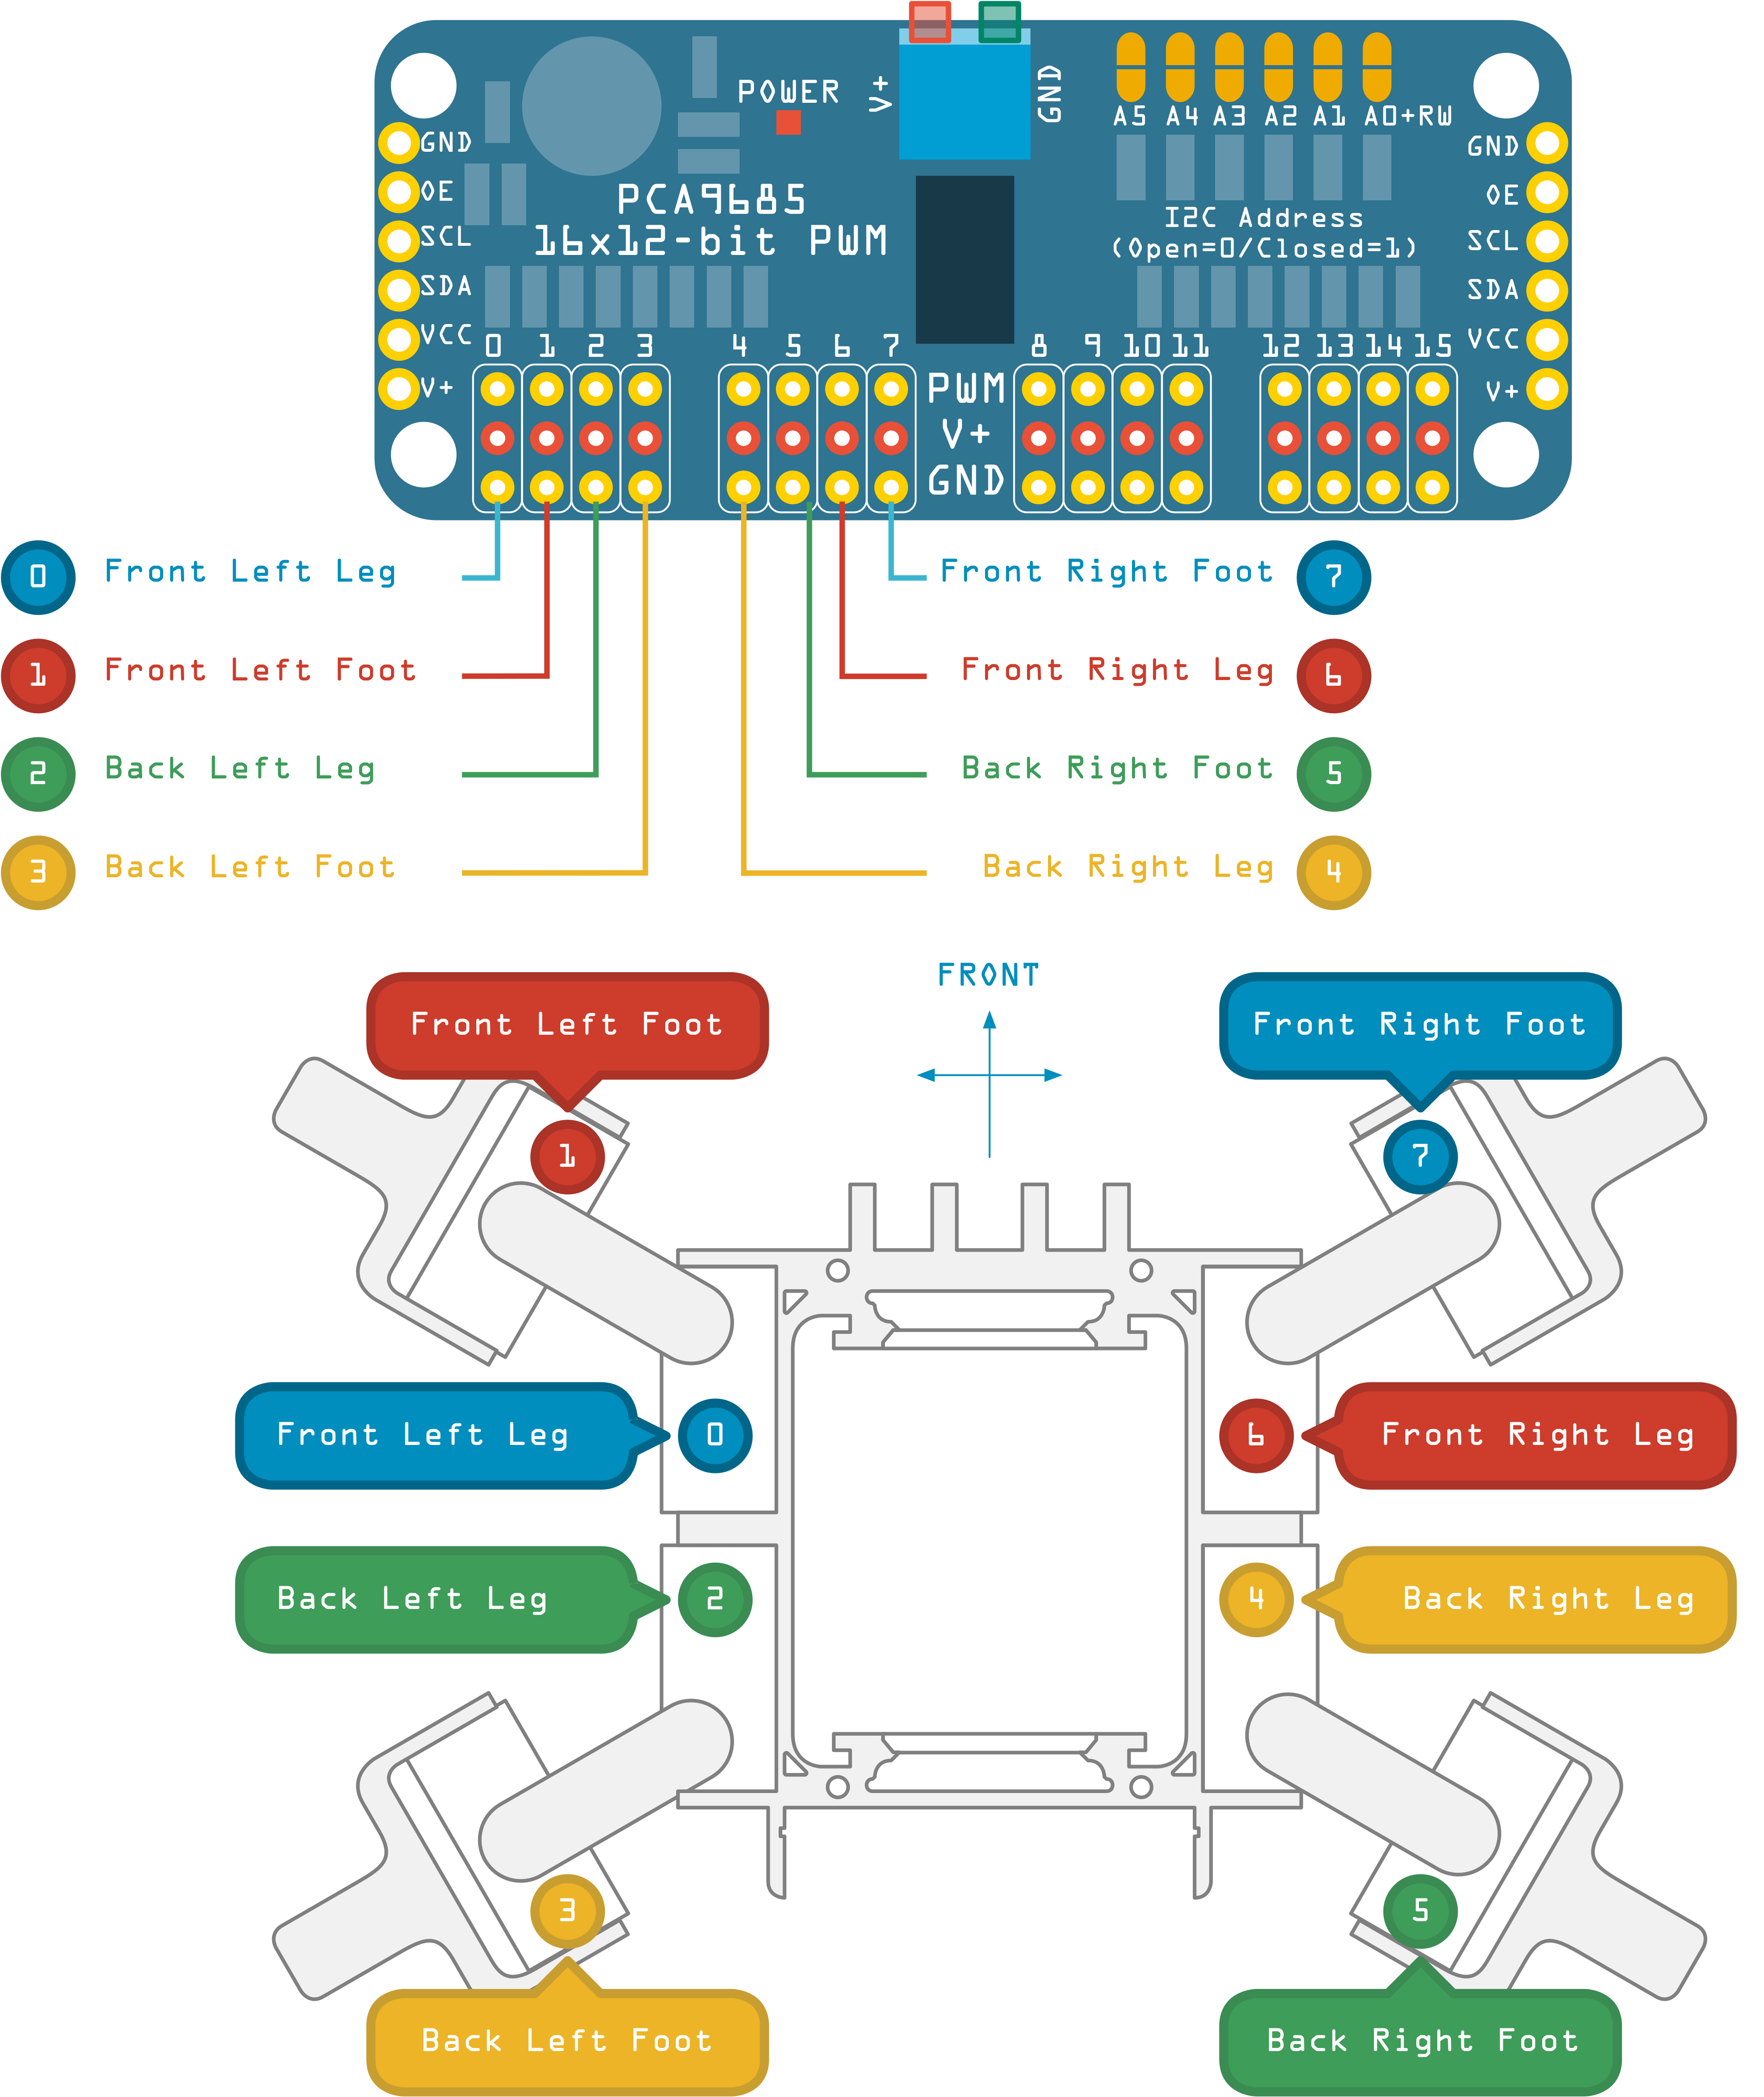 POWER
V+
GND
A5 A4 A3 A2 A1 A0+RW
GND
OE
SCL
SDA
VCC
V+
PCA9685
16x12-bit PWM
I2C Address
(Open=0/Closed=1)
GND
OE
SCL
SDA
VCC
V+
0 1 2 3 4 5 6 7 8 9 10 11 12 13 14 15
PWM
V+
GND
0 Front Left Leg
Front Right Foot 7
1 Front Left Foot
Front Right Leg 6
2 Back Left Leg
Back Right Foot 5
3 Back Left Foot
Back Right Leg 4
FRONT
Front Left Foot
Front Right Foot
1
7
Front Left Leg
0
6
Front Right Leg
Back Left Leg
2
4
Back Right Leg
3
5
Back Left Foot
Back Right Foot